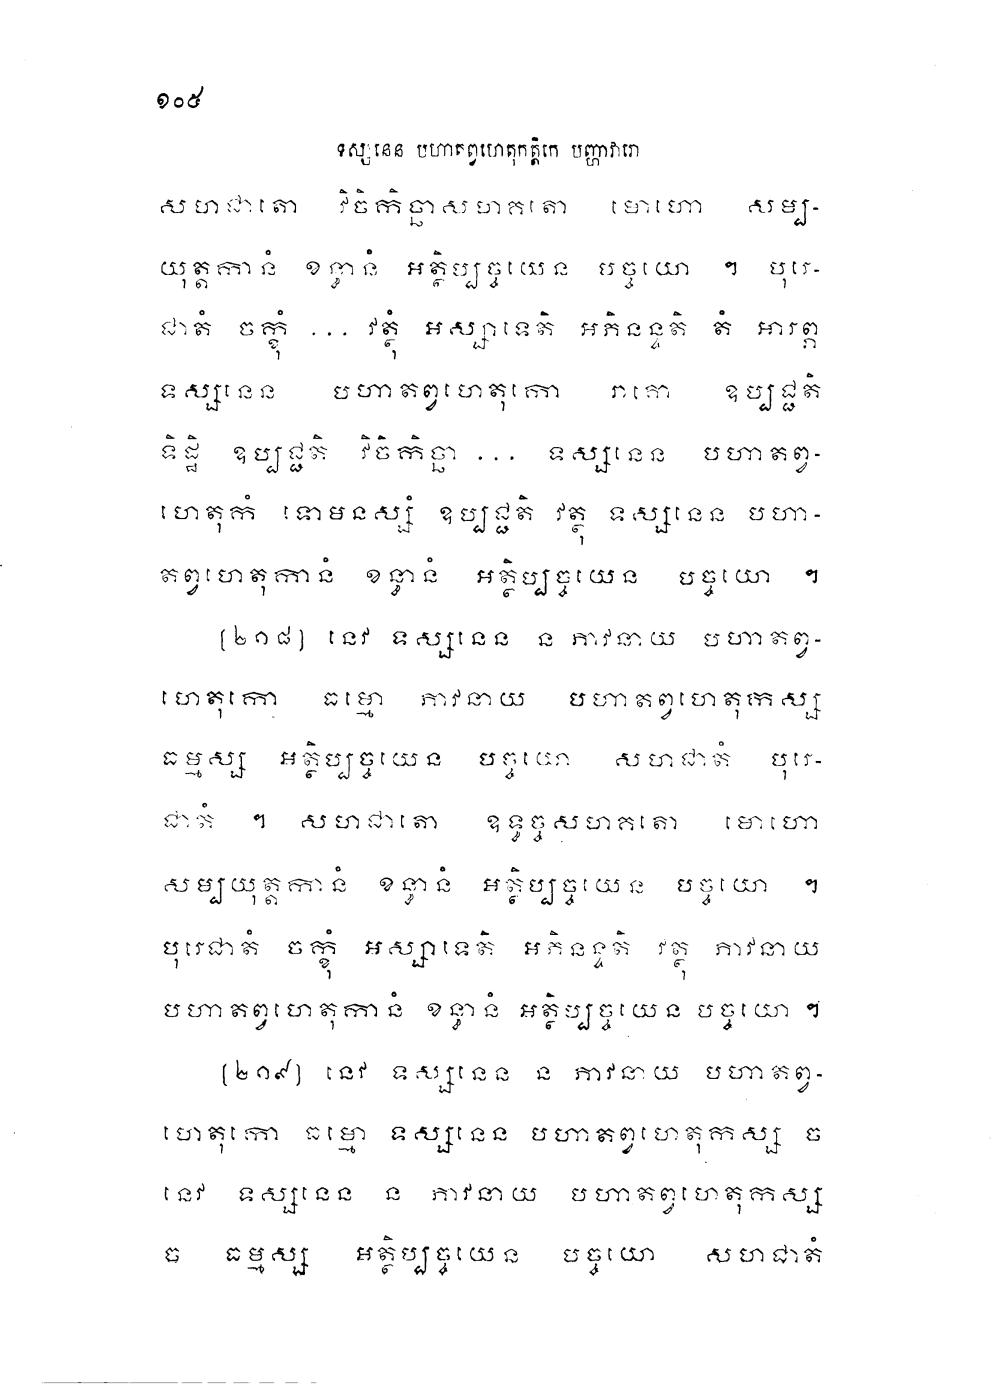 ១០៥
ទស្សនេន បហាតព្វហេតុកត្តិកេ បញ្ហាវារោ
សហជាតោ វិចិកិច្ឆាសហគតោ មោហោ សម្ប-
យុត្តកានំ ខន្ធានំ អត្ថិប្បច្ចយេន បច្ចយោ ។ បុរេ-
ជាតំ ចក្ខុំ ... វត្ថុំ អស្សាទេតិ អភិនន្ទតិ តំ អារព្ភ
ទស្សនេន បហាតព្វហេតុកោ រាគោ ឧប្បជ្ជតិ
ទិដ្ឋិ ឧប្បជ្ជតិ វិចិកិច្ឆា ... ទស្សនេន បហាតព្វ-
ហេតុកំ ទោមនស្សំ ឧប្បជ្ជតិ វត្ថុ ទស្សនេន បហា-
តព្វហេតុកានំ ខន្ធានំ អត្ថិប្បច្ចយេន បច្ចយោ ។
[២១៨] នេវ ទស្សនេន ន ភាវនាយ បហាតព្វ-
ហេតុកោ ធម្មោ ភាវនាយ បហាតព្វហេតុកស្ស
ធម្មស្ស អត្ថិប្បច្ចយេន បច្ចយោ សហជាតំ បុរេ-
ជាតំ ។ សហជាតោ ឧទ្ធច្ចសហគតោ មោហោ
សម្បយុត្តកានំ ខន្ធានំ អត្ថិប្បច្ចយេន បច្ចយោ ។
បុរេជាតំ ចក្ខុំ អស្សាទេតិ អភិនន្ទតិ វត្ថុ ភាវនាយ
បហាតព្វហេតុកានំ ខន្ធានំ អត្ថិប្បច្ចយេន បច្ចយោ ។
[២១៩] នេវ ទស្សនេន ន ភាវនាយ បហាតព្វ-
ហេតុកោ ធម្មោ ទស្សនេន បហាតព្វហេតុកស្ស ច
នេវ ទស្សនេន ន ភាវនាយ បហាតព្វហេតុកស្ស
ច ធម្មស្ស អត្ថិប្បច្ចយេន បច្ចយោ សហជាតំ